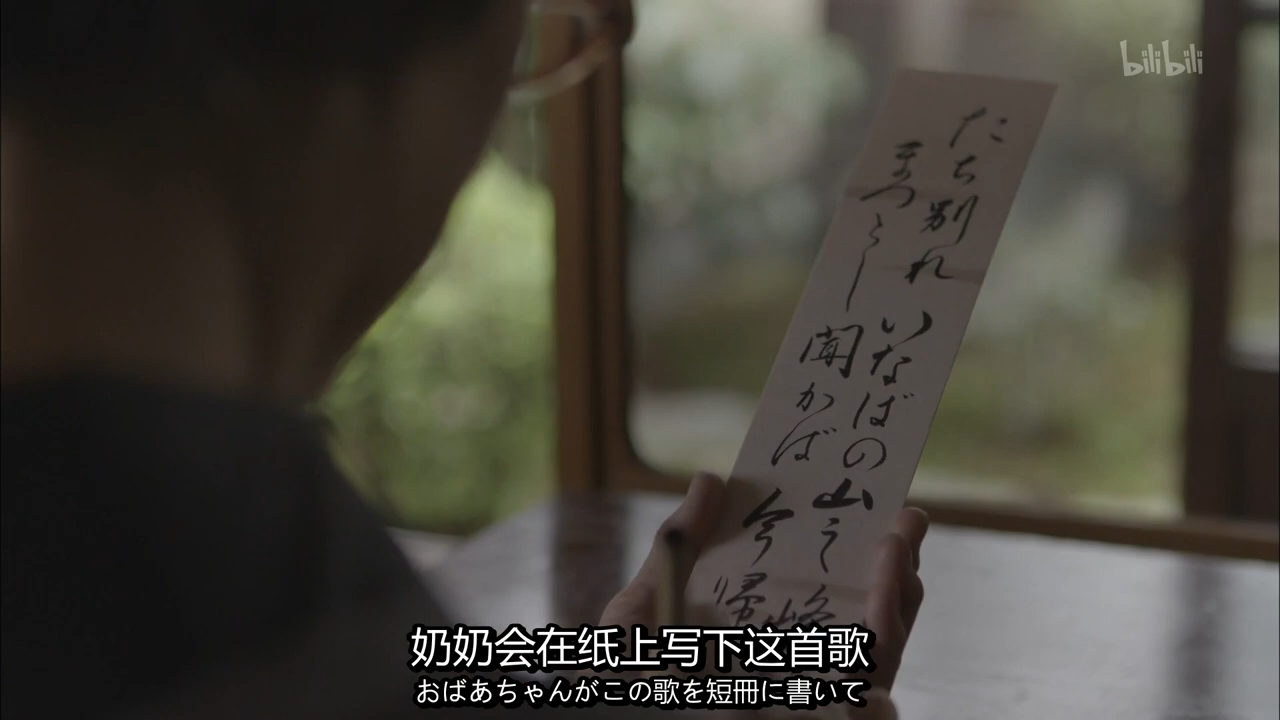 bilibili
たち別れ いなばの山之峰
まつとし聞かば 今帰
奶奶会在纸上写下这首歌
おばあちゃんがこの歌を短冊に書いて